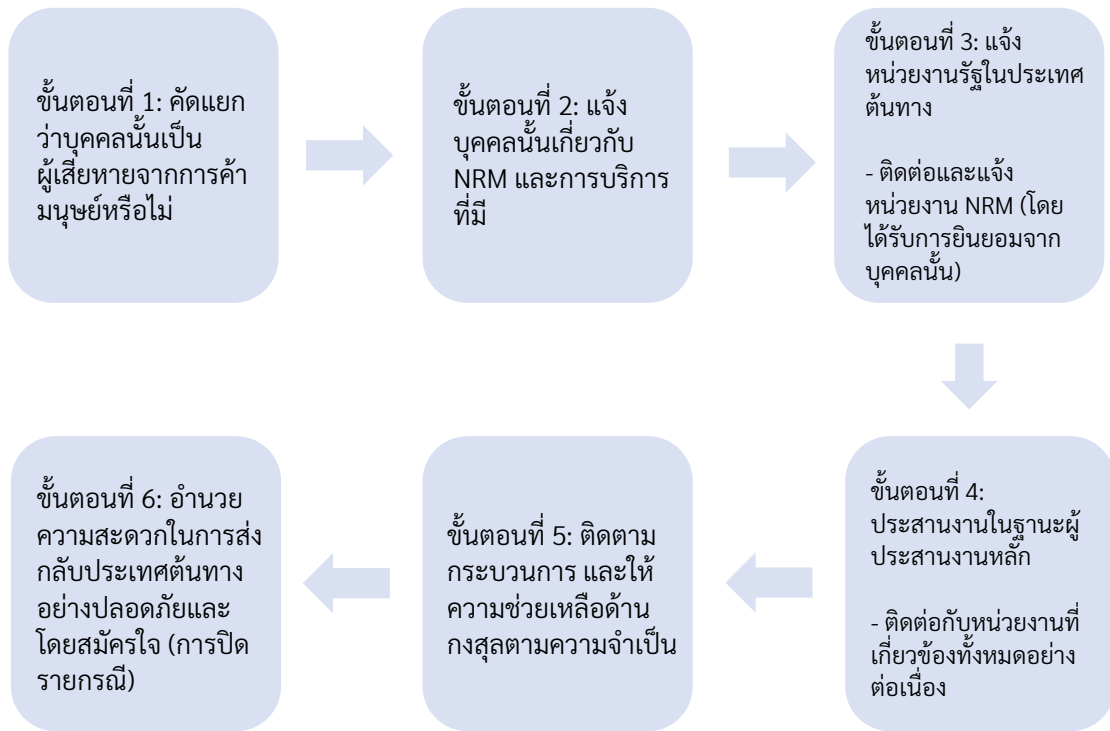 ขั้นตอนที่ 1: คัดแยก
ว่าบุคคลนั้นเป็น
ผู้เสียหายจากการค้า
มนุษย์หรือไม่
ขั้นตอนที่ 2: แจ้ง
บุคคลนั้นเกี่ยวกับ
NRM และการบริการ
ที่มี
ขั้นตอนที่ 3: แจ้ง
หน่วยงานรัฐในประเทศ
ต้นทาง
- ติดต่อและแจ้ง
หน่วยงาน NRM (โดย
ได้รับการยินยอมจาก
บุคคลนั้น)
ขั้นตอนที่ 4:
ประสานงานในฐานะผู้
ประสานงานหลัก
- ติดต่อกับหน่วยงานที่
เกี่ยวข้องทั้งหมดอย่าง
ต่อเนื่อง
ขั้นตอนที่ 5: ติดตาม
กระบวนการ และให้
ความช่วยเหลือด้าน
กงสุลตามความจำเป็น
ขั้นตอนที่ 6: อำนวย
ความสะดวกในการส่ง
กลับประเทศต้นทาง
อย่างปลอดภัยและ
โดยสมัครใจ (การปิด
รายกรณี)